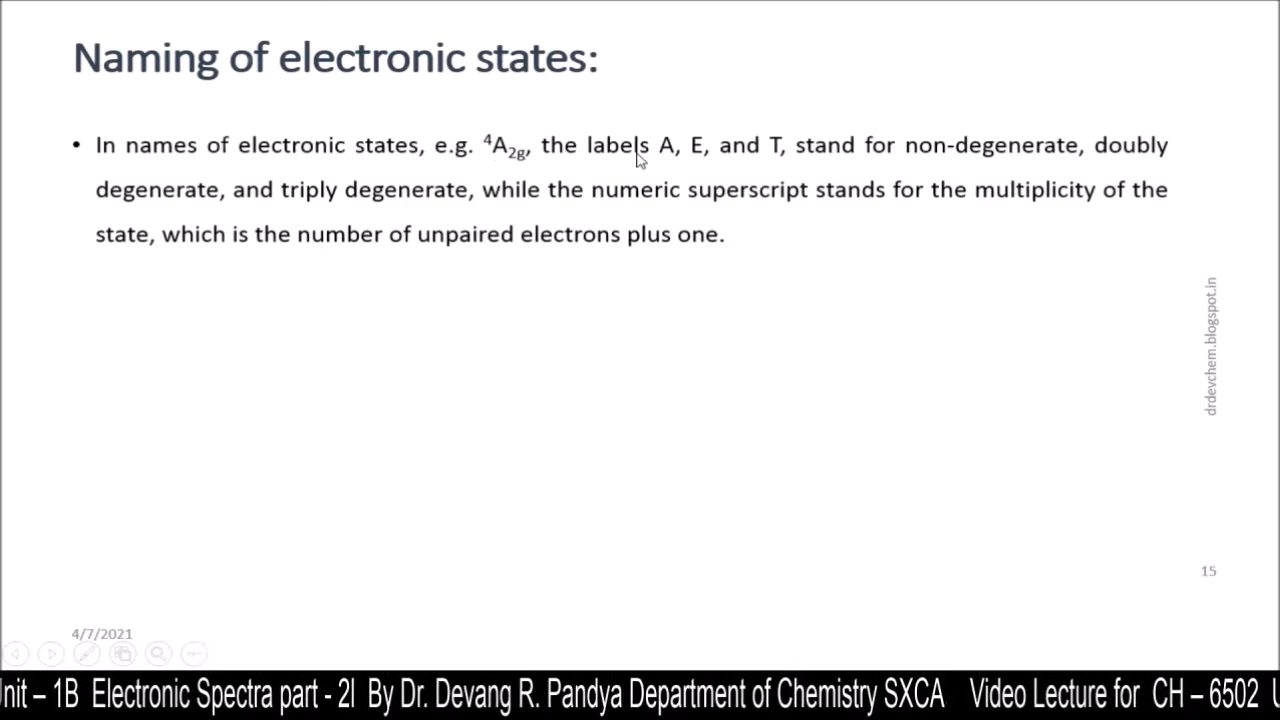 Naming of electronic states:
• In names of electronic states, e.g. ⁴A₂g, the labels A, E, and T, stand for non-degenerate, doubly
degenerate, and triply degenerate, while the numeric superscript stands for the multiplicity of the
state, which is the number of unpaired electrons plus one.
drdevchem.blogspot.in
15
4/7/2021
Unit – 1B Electronic Spectra part - 2I By Dr. Devang R. Pandya Department of Chemistry SXCA Video Lecture for CH – 6502 U